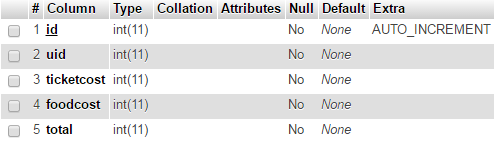 # Column Type Collation Attributes Null Default Extra
1 id int(11) No None AUTO_INCREMENT
2 uid int(11) No None
3 ticketcost int(11) No None
4 foodcost int(11) No None
5 total int(11) No None